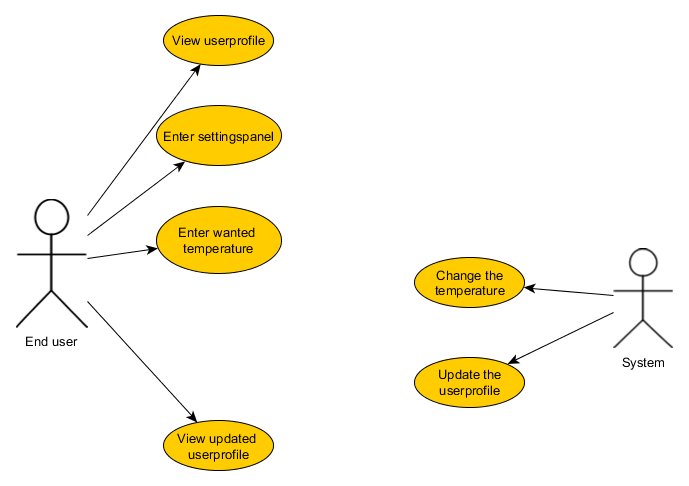 View userprofile
Enter settingspanel
Enter wanted
temperature
End user
View updated
userprofile
Change the
temperature
Update the
userprofile
System